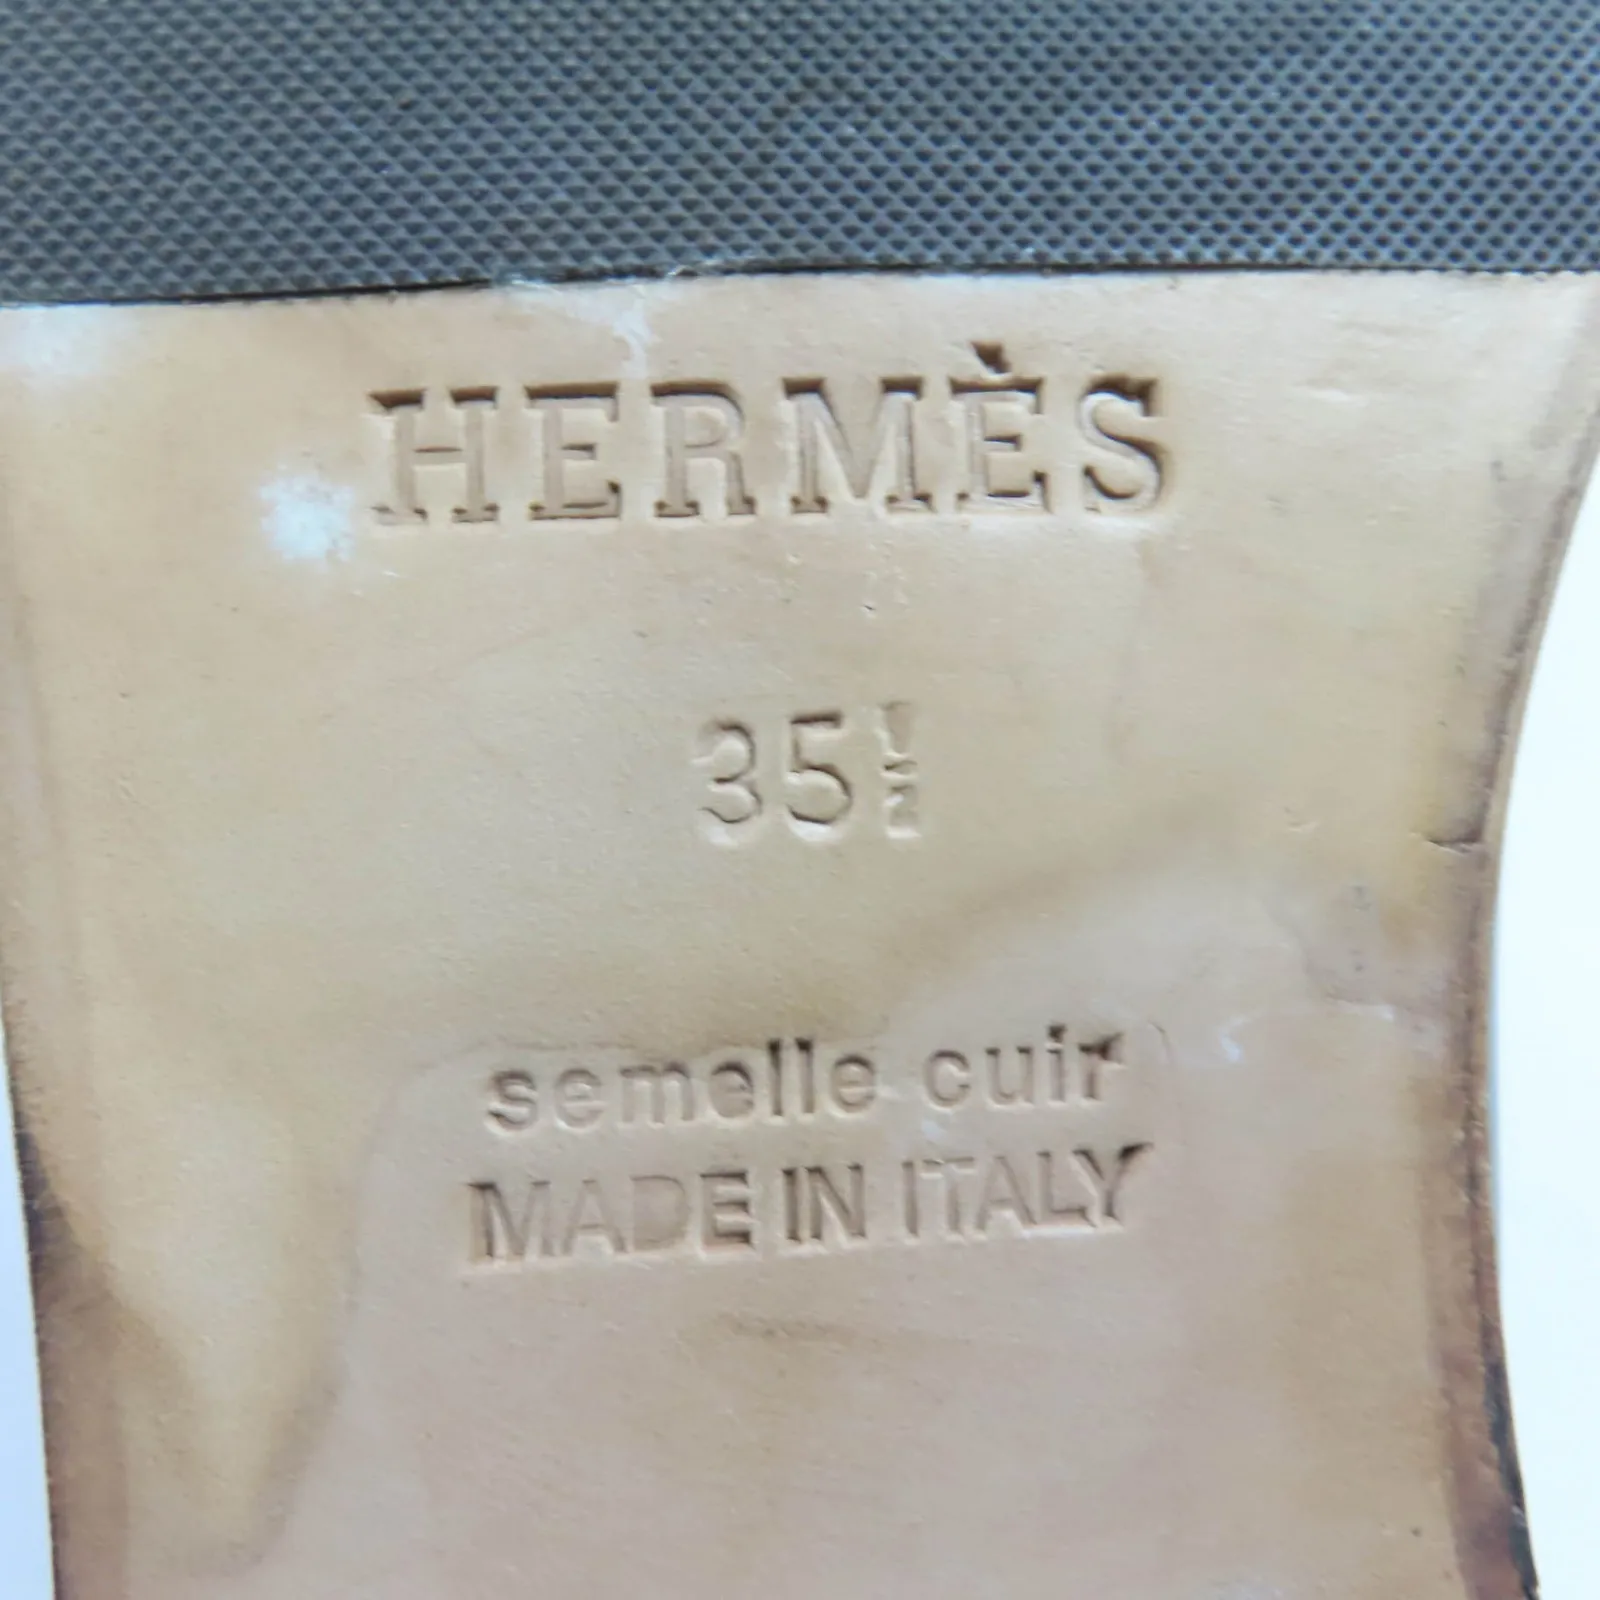 HERMÈS
35½
semelle cuir
MADE IN ITALY